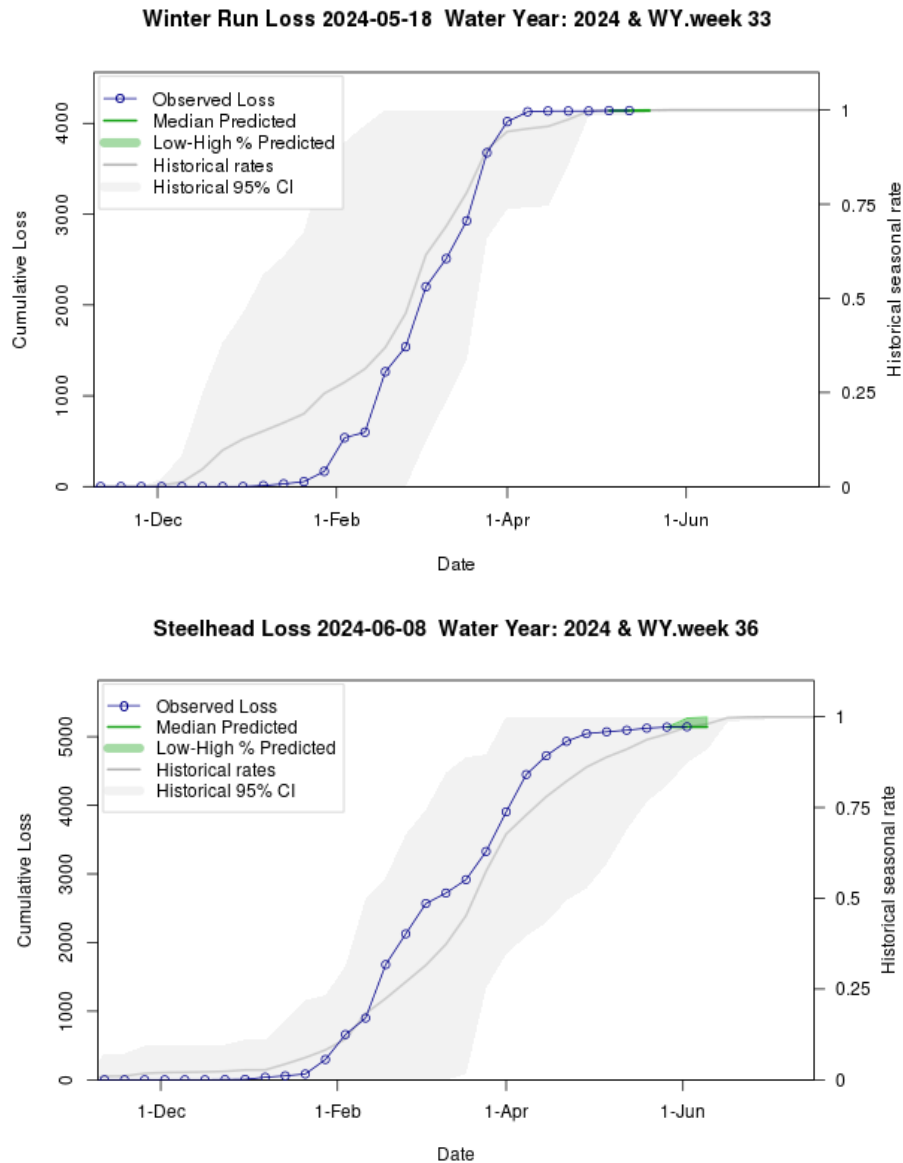 Winter Run Loss 2024-05-18  Water Year: 2024 & WY.week 33
Observed Loss
Median Predicted
Low-High % Predicted
Historical rates
Historical 95% CI
4000
3000
2000
1000
0
Cumulative Loss
1
0.75
0.5
0.25
0
Historical seasonal rate
1-Dec
1-Feb
1-Apr
1-Jun
Date
Steelhead Loss 2024-06-08  Water Year: 2024 & WY.week 36
Observed Loss
Median Predicted
Low-High % Predicted
Historical rates
Historical 95% CI
5000
4000
3000
2000
1000
0
Cumulative Loss
1
0.75
0.5
0.25
0
Historical seasonal rate
1-Dec
1-Feb
1-Apr
1-Jun
Date